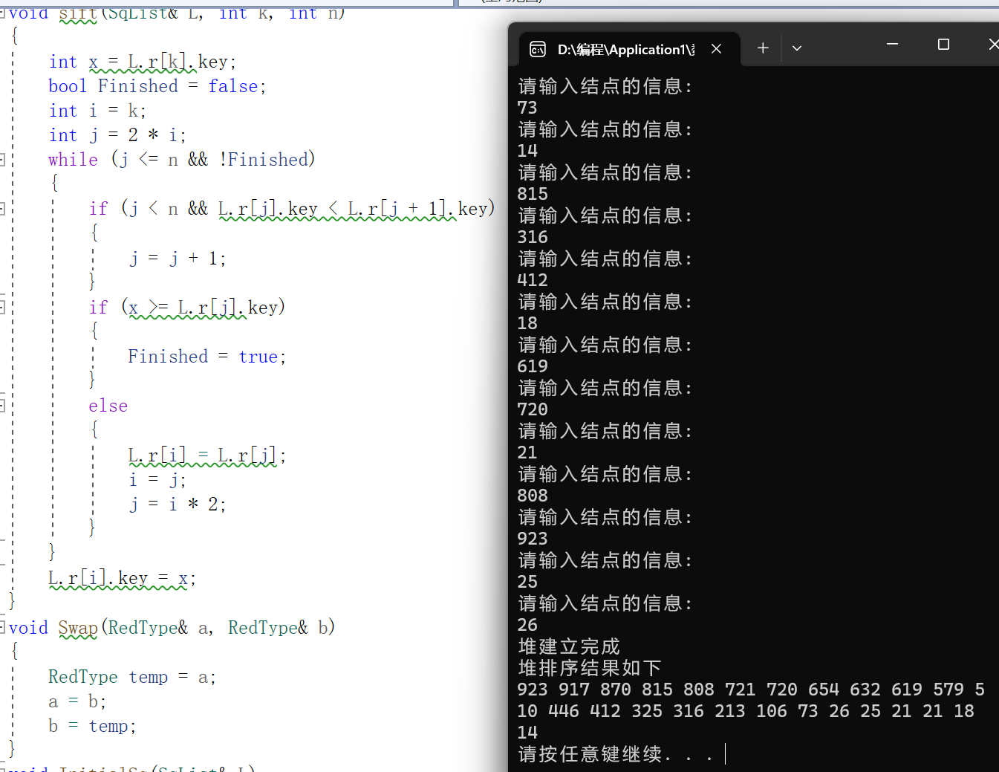 void sift(SqList& L, int k, int n)
{
int x = L.r[k].key;
bool Finished = false;
int i = k;
int j = 2 * i;
while (j <= n && !Finished)
{
if (j < n && L.r[j].key < L.r[j + 1].key)
{
j = j + 1;
}
if (x >= L.r[j].key)
{
Finished = true;
}
else
{
L.r[i] = L.r[j];
i = j;
j = i * 2;
}
}
L.r[i].key = x;
}
void Swap(RedType& a, RedType& b)
{
RedType temp = a;
a = b;
b = temp;
}
void InitialSq(SqList& L)
D:\编程\Application1\
请输入结点的信息:
73
请输入结点的信息:
14
请输入结点的信息:
815
请输入结点的信息:
316
请输入结点的信息:
412
请输入结点的信息:
18
请输入结点的信息:
619
请输入结点的信息:
720
请输入结点的信息:
21
请输入结点的信息:
808
请输入结点的信息:
923
请输入结点的信息:
25
请输入结点的信息:
26
堆建立完成
堆排序结果如下
923 917 870 815 808 721 720 654 632 619 579 5
10 446 412 325 316 213 106 73 26 25 21 21 18
14
请按任意键继续. . .